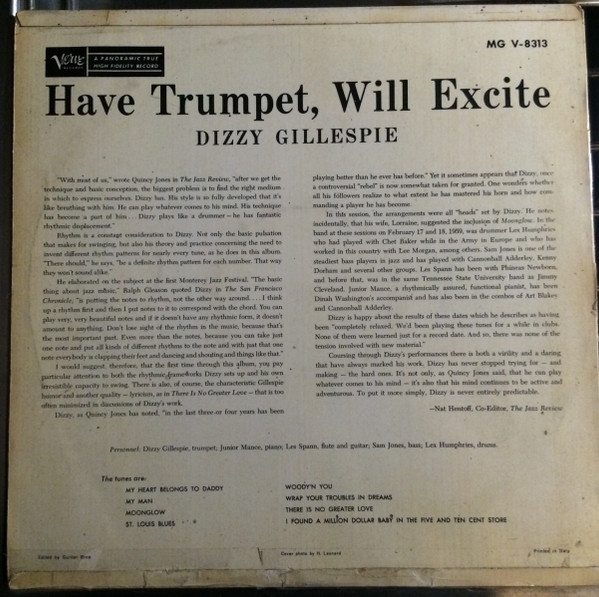 Verve
RECORDS
A PANORAMIC TRUE
HIGH FIDELITY RECORD
MG V-8313
Have Trumpet, Will Excite
DIZZY GILLESPIE
"With most of us," wrote Quincy Jones in The Jazz Review, "after we get the
technique and basic conception, the biggest problem is to find the right medium
in which to express ourselves. Dizzy has. His style is so fully developed that it's
like breathing with him. He can play whatever comes to his mind. His technique
has become a part of him . . . Dizzy plays like a drummer – he has fantastic
rhythmic displacement."
Rhythm is a constant consideration to Dizzy. Not only the basic pulsation
that makes for swinging, but also his theory and practice concerning the need to
invent different rhythm patterns for nearly every tune, as he does in this album.
"There should," he says, "be a definite rhythm pattern for each number. That way
they won't sound alike."
He elaborated on the subject at the first Monterey Jazz Festival. "The basic
thing about jazz music," Ralph Gleason quoted Dizzy in The San Francisco
Chronicle, "is putting the notes to rhythm, not the other way around . . . I think
up a rhythm first and then I put notes to it to correspond with the chord. You can
play very, very beautiful notes and if it doesn't have any rhythmic form, it doesn't
amount to anything. Don't lose sight of the rhythm in the music, because that's
the most important part. Even more than the notes, because you can take just
one note and put all kinds of different rhythms to the note and with just that one
note everybody is clapping their feet and dancing and shouting and things like that."
I would suggest, therefore, that the first time through this album, you pay
particular attention to both the rhythmic frameworks Dizzy sets up and his own
irresistible capacity to swing. There is also, of course, the characteristic Gillespie
humor and another quality – lyricism, as in There Is No Greater Love – that is too
often minimized in discussions of Dizzy's work.
Dizzy, as Quincy Jones has noted, "in the last three or four years has been
playing better than he ever has before." Yet it sometimes appears that Dizzy, once
a controversial "rebel" is now somewhat taken for granted. One wonders whether
all his followers realize to what extent he has mastered his horn and how commanding
a player he has become.
In this session, the arrangements were all "heads" set by Dizzy. He notes,
incidentally, that his wife, Lorraine, suggested the inclusion of Moonglow. In the
band at these sessions on February 17 and 18, 1959, was drummer Lex Humphries
who had played with Chet Baker while in the Army in Europe and who has
worked in this country with Lee Morgan, among others. Sam Jones is one of the
steadiest bass players in jazz and has played with Cannonball Adderley, Kenny
Dorham and several other groups. Les Spann has been with Phineas Newborn,
and before that, was in the same Tennessee State University band as Jimmy
Cleveland. Junior Mance, a rhythmically assured, functional pianist, has been
Dinah Washington's accompanist and has also been in the combos of Art Blakey
and Cannonball Adderley.
Dizzy is happy about the results of these dates which he describes as having
been "completely relaxed. We'd been playing these tunes for a while in clubs.
None of them were learned just for a record date. And so, there was none of the
tension involved with new material."
Coursing through Dizzy's performances there is both a virility and a daring
that have always marked his work. Dizzy has never stopped trying for — and
making — the hard ones. It's not only, as Quincy Jones said, that he can play
whatever comes to his mind — it's also that his mind continues to be active and
adventurous. To put it more simply, Dizzy is never entirely predictable.
—Nat Hentoff, Co-Editor, The Jazz Review
Personnel: Dizzy Gillespie, trumpet; Junior Mance, piano; Les Spann, flute and guitar; Sam Jones, bass, Lex Humphries, drums.
The tunes are:
MY HEART BELONGS TO DADDY
MY MAN
MOONGLOW
ST. LOUIS BLUES
WOODY'N YOU
WRAP YOUR TROUBLES IN DREAMS
THERE IS NO GREATER LOVE
I FOUND A MILLION DOLLAR BABY IN THE FIVE AND TEN CENT STORE
Cover photo by H. Leonard
Printed in Italy